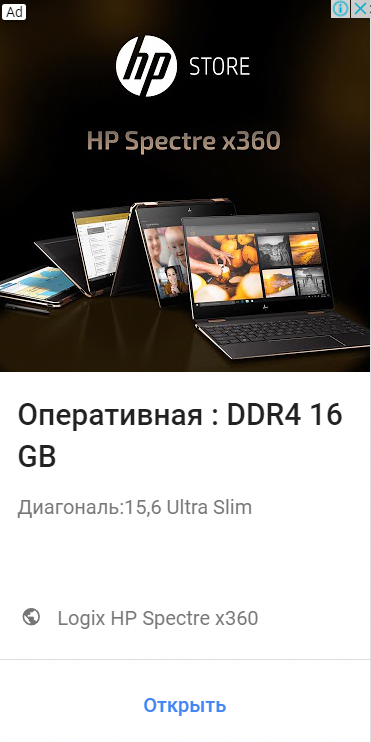 Ad
hp STORE
HP Spectre x360
Оперативная : DDR4 16
GB
Диагональ:15,6 Ultra Slim
Logix HP Spectre x360
Открыть